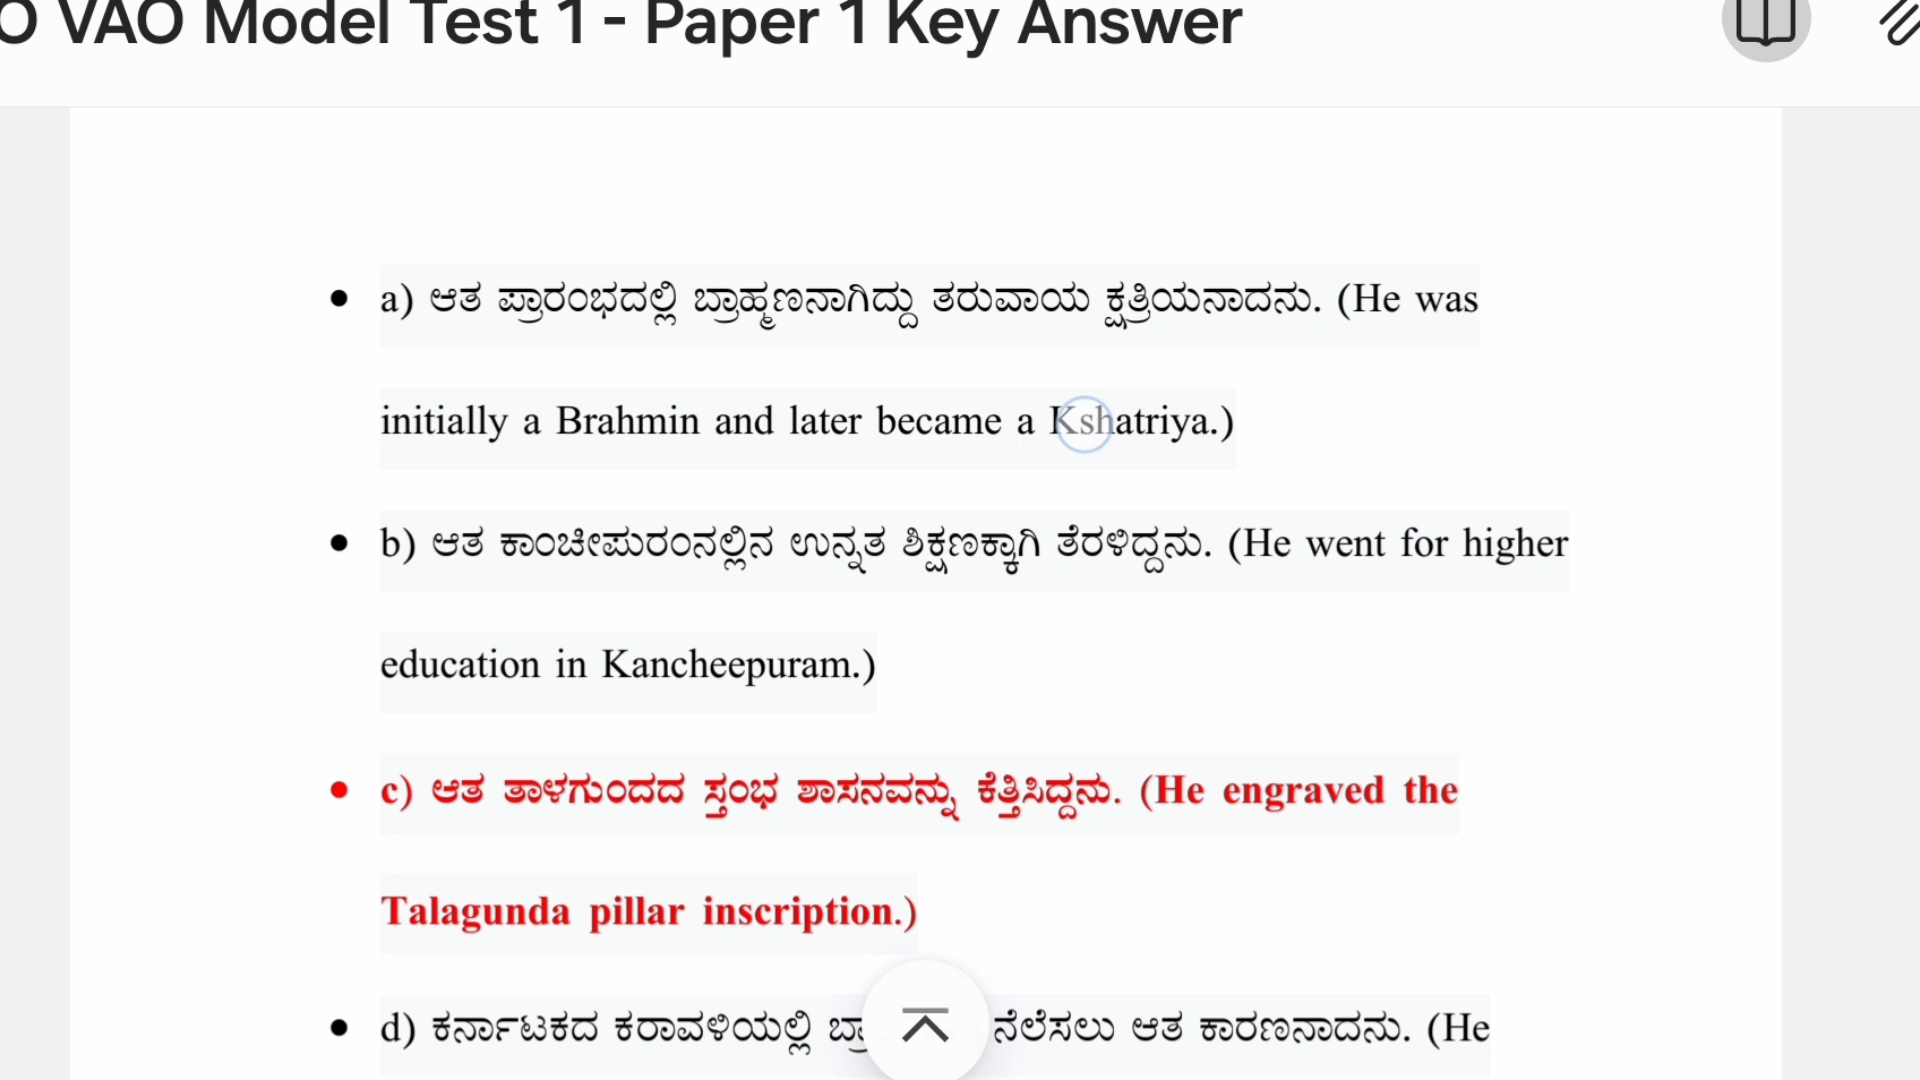 O VAO Model Test 1 - Paper 1 Key Answer
a) ಆತ ಪ್ರಾರಂಭದಲ್ಲಿ ಬ್ರಾಹ್ಮಣನಾಗಿದ್ದು ತರುವಾಯ ಕ್ಷತ್ರಿಯನಾದನು. (He was
initially a Brahmin and later became a Kshatriya.)
b) ಆತ ಕಾಂಚೀಪುರಂನಲ್ಲಿನ ಉನ್ನತ ಶಿಕ್ಷಣಕ್ಕಾಗಿ ತೆರಳಿದ್ದನು. (He went for higher
education in Kancheepuram.)
c) ಆತ ತಾಳಗುಂದದ ಸ್ತಂಭ ಶಾಸನವನ್ನು ಕೆತ್ತಿಸಿದ್ದನು. (He engraved the
Talagunda pillar inscription.)
d) ಕರ್ನಾಟಕದ ಕರಾವಳಿಯಲ್ಲಿ ನೆಲೆಸಲು ಆತ ಕಾರಣನಾದನು. (He